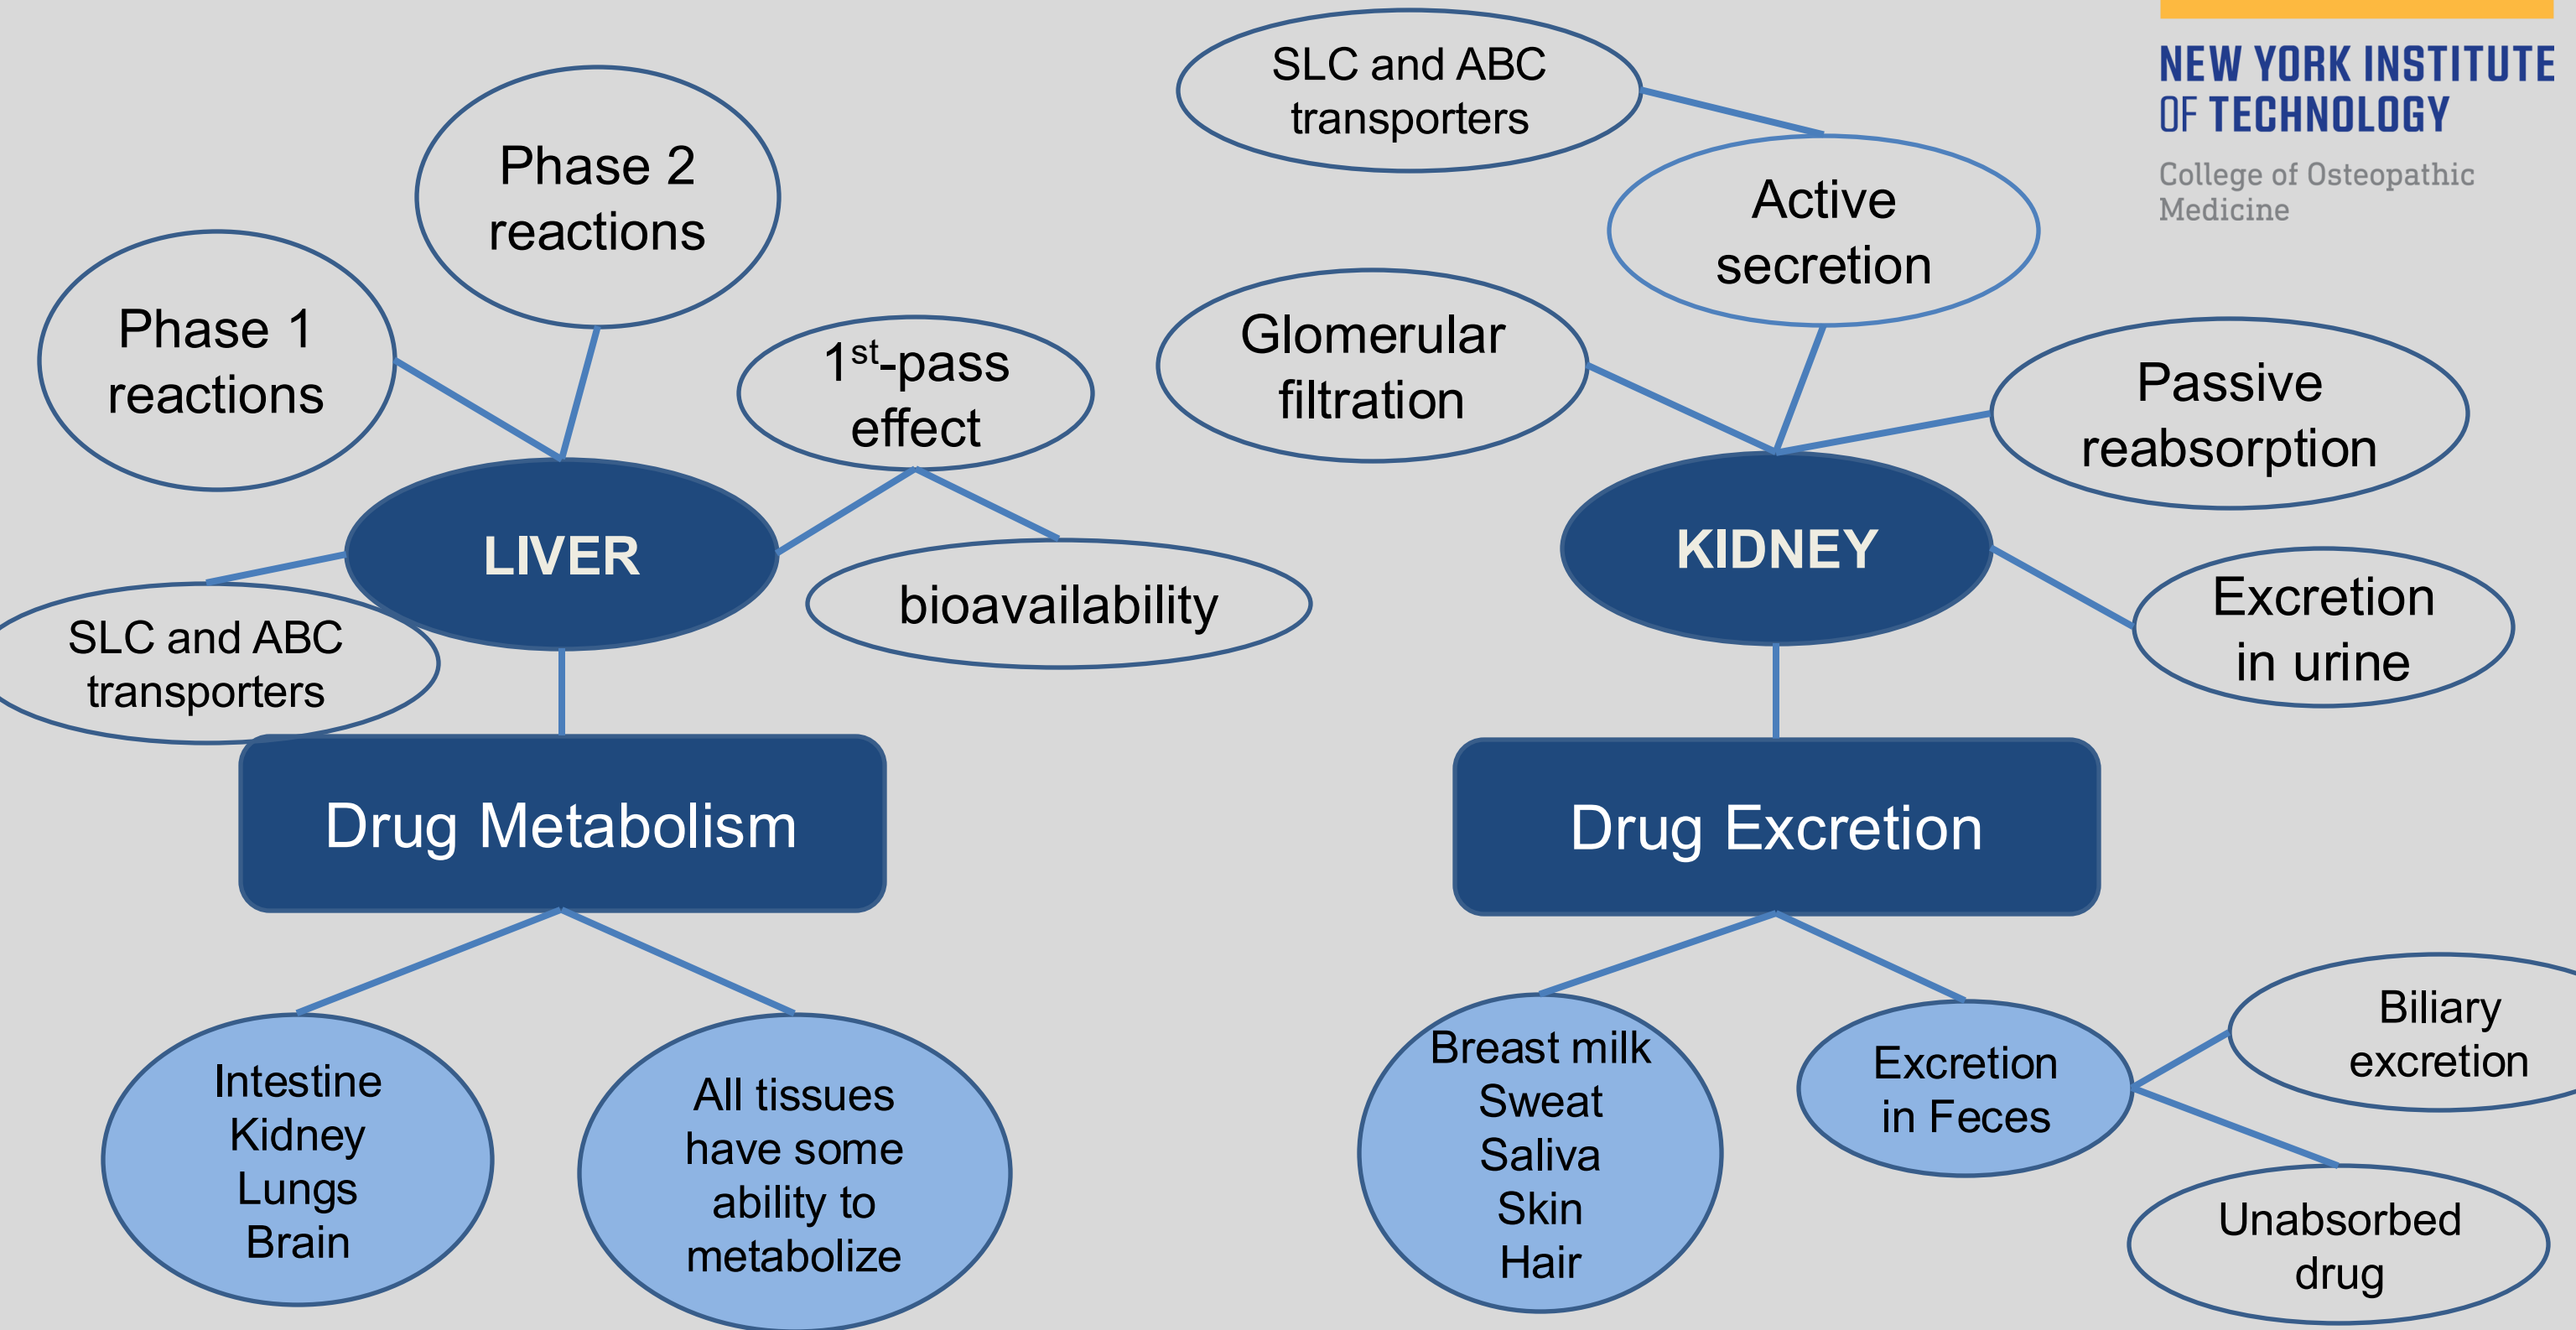 NEW YORK INSTITUTE
OF TECHNOLOGY
College of Osteopathic
Medicine
Phase 1
reactions
Phase 2
reactions
1st-pass
effect
bioavailability
SLC and ABC
transporters
LIVER
Drug Metabolism
Intestine
Kidney
Lungs
Brain
All tissues
have some
ability to
metabolize
SLC and ABC
transporters
Active
secretion
Glomerular
filtration
Passive
reabsorption
KIDNEY
Excretion
in urine
Drug Excretion
Breast milk
Sweat
Saliva
Skin
Hair
Excretion
in Feces
Biliary
excretion
Unabsorbed
drug